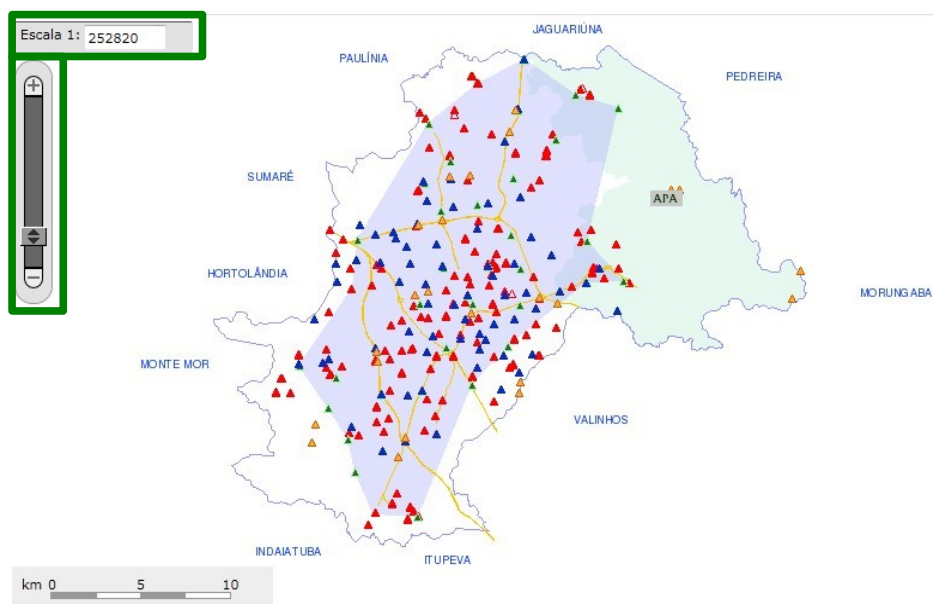 Escala 1: 252820
JAGUARIÚNA
PAULÍNIA
PEDREIRA
SUMARÉ
APA
HORTOLÂNDIA
MORUNGABA
MONTE MOR
VALINHOS
INDAIATUBA
ITUPEVA
km 0 5 10